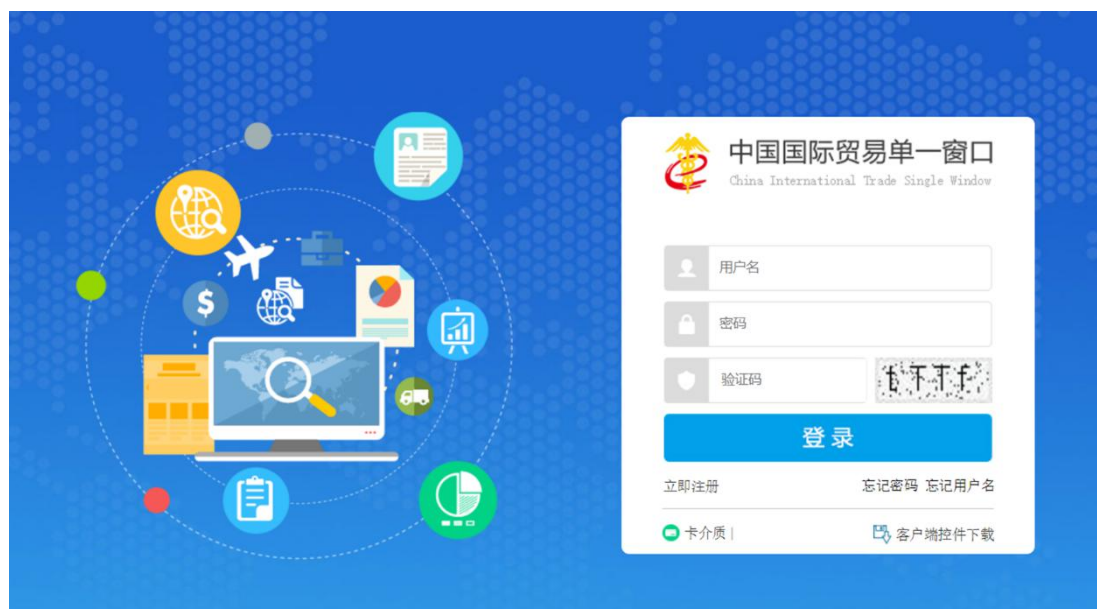 中国国际贸易单一窗口
China International Trade Single Window
用户名
密码
验证码
登录
立即注册
忘记密码 忘记用户名
卡介质 |
客户端控件下载